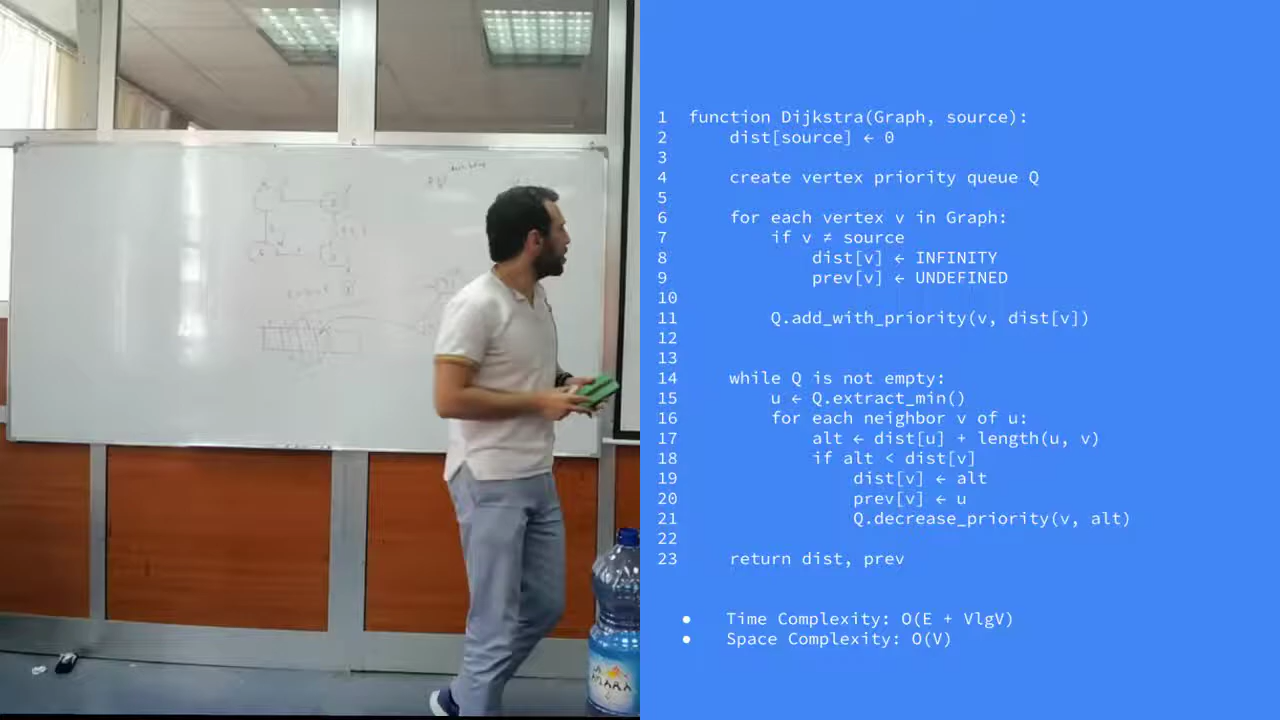 1 function Dijkstra(Graph, source):
2 dist[source] ← 0
3
4 create vertex priority queue Q
5
6 for each vertex v in Graph:
7 if v ≠ source
8 dist[v] ← INFINITY
9 prev[v] ← UNDEFINED
10
11 Q.add_with_priority(v, dist[v])
12
13
14 while Q is not empty:
15 u ← Q.extract_min()
16 for each neighbor v of u:
17 alt ← dist[u] + length(u, v)
18 if alt < dist[v]
19 dist[v] ← alt
20 prev[v] ← u
21 Q.decrease_priority(v, alt)
22
23 return dist, prev
● Time Complexity: O(E + VlgV)
● Space Complexity: O(V)